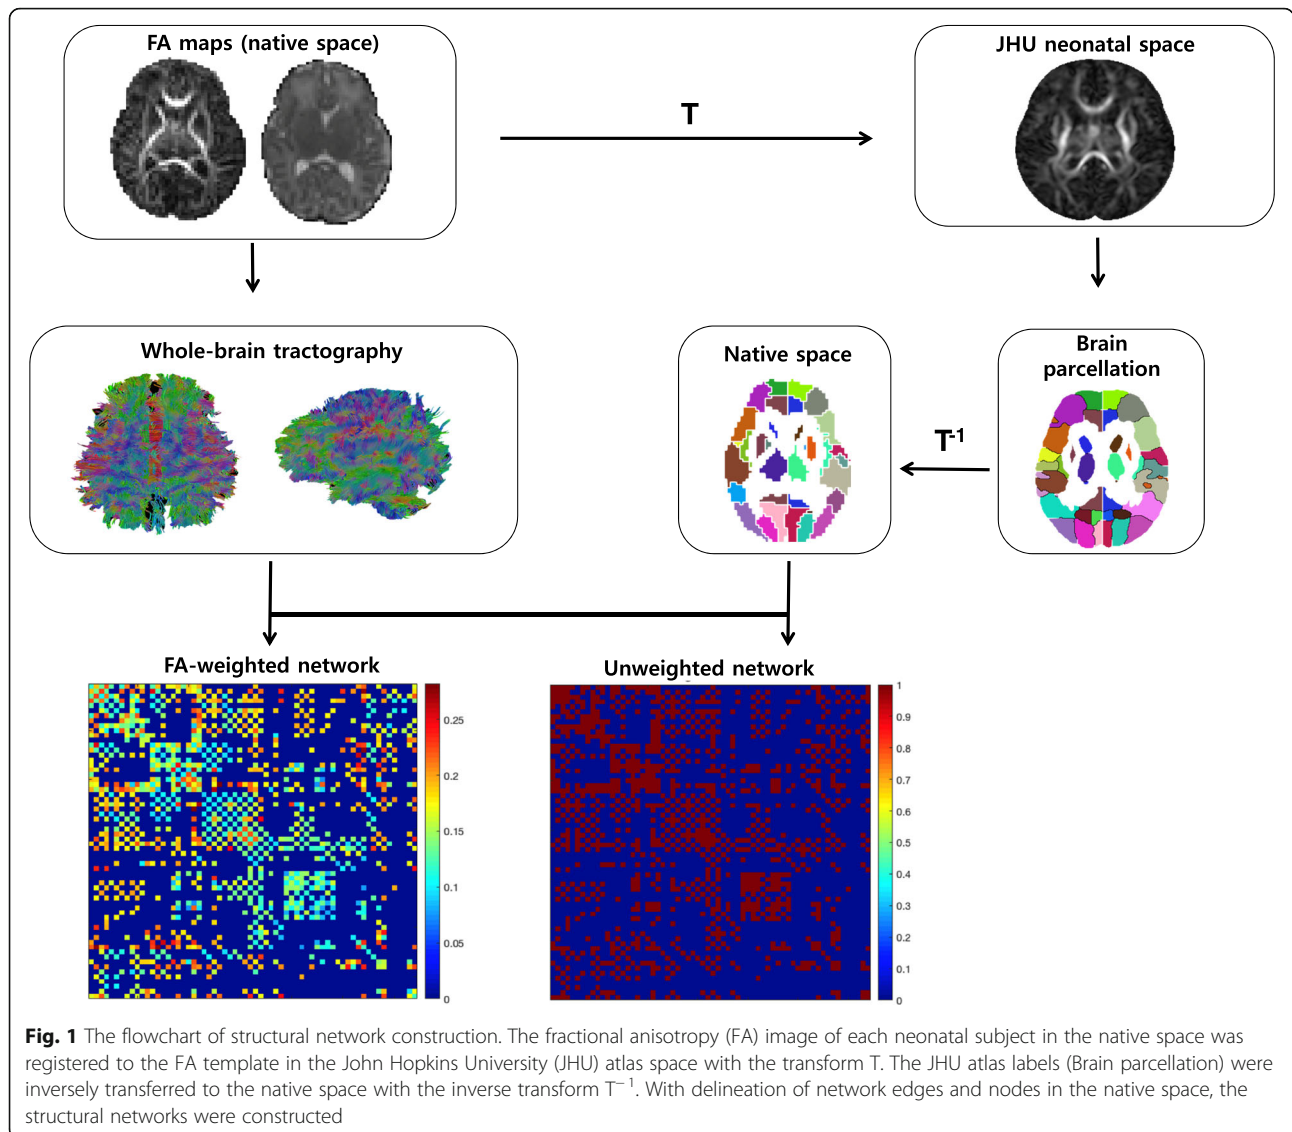 FA maps (native space)
JHU neonatal space
T
Whole-brain tractography
Native space
Brain
parcellation
T-1
FA-weighted network
Unweighted network
0.25
0.2
0.15
0.1
0.05
0
1
0.9
0.8
0.7
0.6
0.5
0.4
0.3
0.2
0.1
0
Fig. 1 The flowchart of structural network construction. The fractional anisotropy (FA) image of each neonatal subject in the native space was
registered to the FA template in the John Hopkins University (JHU) atlas space with the transform T. The JHU atlas labels (Brain parcellation) were
inversely transferred to the native space with the inverse transform T−1. With delineation of network edges and nodes in the native space, the
structural networks were constructed